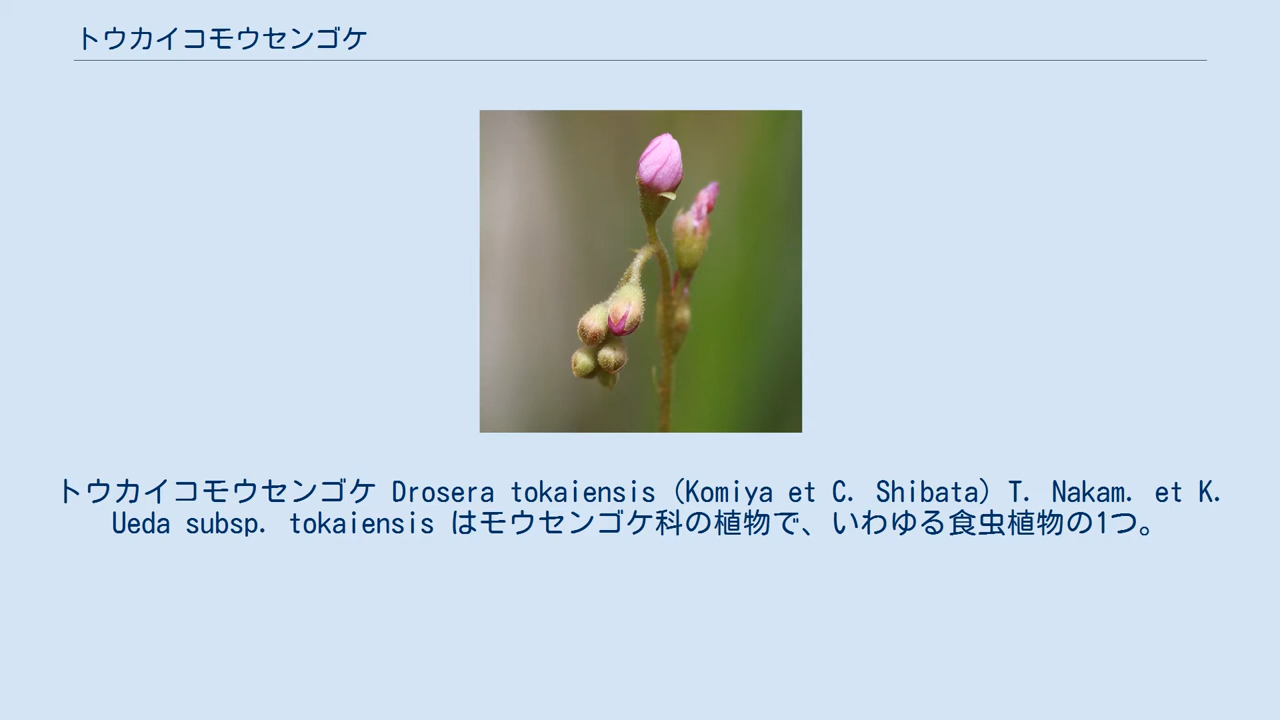 トウカイコモウセンゴケ
トウカイコモウセンゴケ Drosera tokaiensis (Komiya et C. Shibata) T. Nakam. et K.
Ueda subsp. tokaiensis はモウセンゴケ科の植物で、いわゆる食虫植物の1つ。